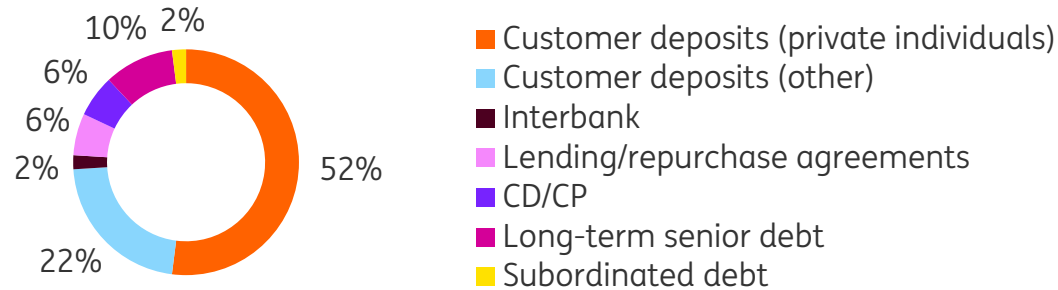 10%
2%
6%
6%
2%
52%
22%
Customer deposits (private individuals)
Customer deposits (other)
Interbank
Lending/repurchase agreements
CD/CP
Long-term senior debt
Subordinated debt